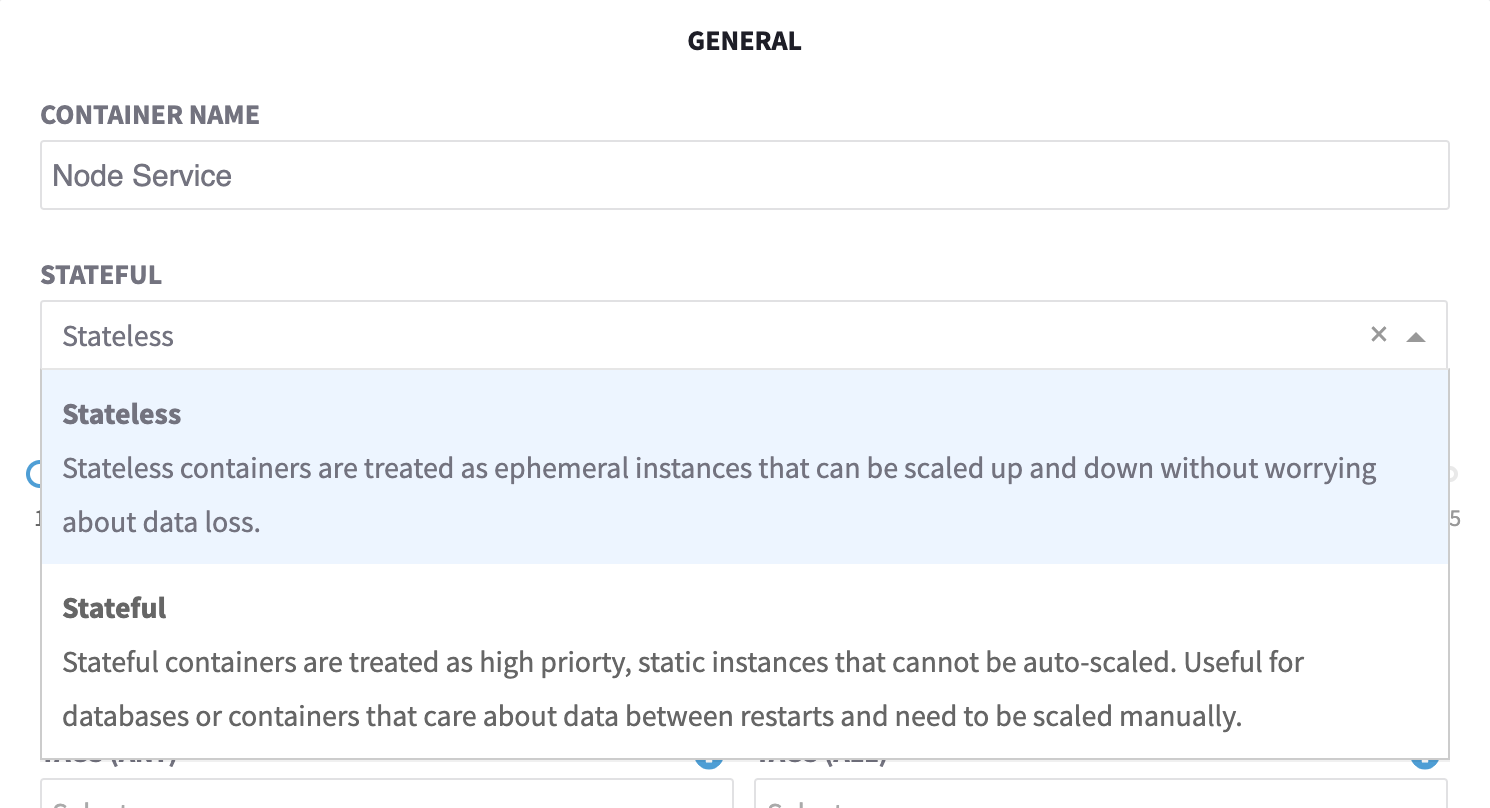 GENERAL
CONTAINER NAME
Node Service
STATEFUL
Stateless
Stateless
Stateless containers are treated as ephemeral instances that can be scaled up and down without worrying
about data loss.
5
Stateful
Stateful containers are treated as high priorty, static instances that cannot be auto-scaled. Useful for
databases or containers that care about data between restarts and need to be scaled manually.